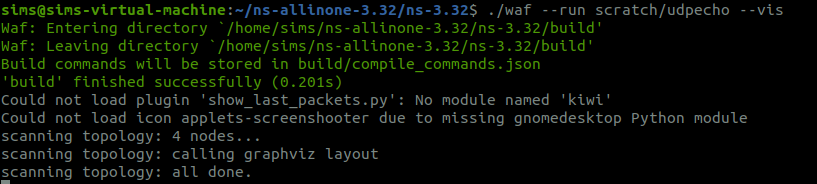 sims@sims-virtual-machine:~/ns-allinone-3.32/ns-3.32$ ./waf --run scratch/udpecho --vis
Waf: Entering directory `/home/sims/ns-allinone-3.32/ns-3.32/build'
Waf: Leaving directory `/home/sims/ns-allinone-3.32/ns-3.32/build'
Build commands will be stored in build/compile_commands.json
'build' finished successfully (0.201s)
Could not load plugin 'show_last_packets.py': No module named 'kiwi'
Could not load icon applets-screenshooter due to missing gnomedesktop Python module
scanning topology: 4 nodes...
scanning topology: calling graphviz layout
scanning topology: all done.